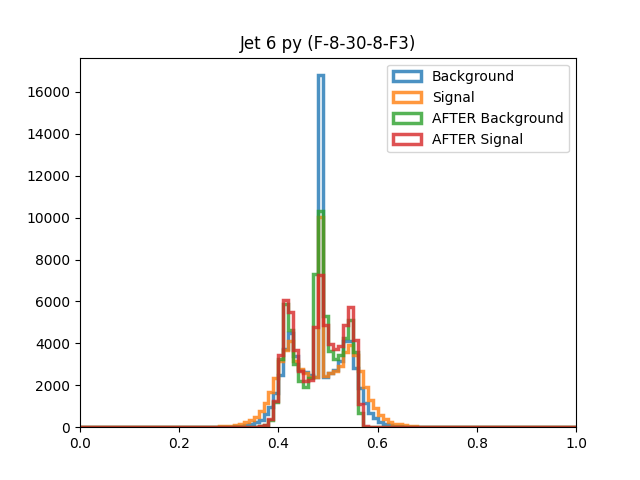 Jet 6 py (F-8-30-8-F3)
Background
Signal
AFTER Background
AFTER Signal
16000
14000
12000
10000
8000
6000
4000
2000
0
0.0 0.2 0.4 0.6 0.8 1.0